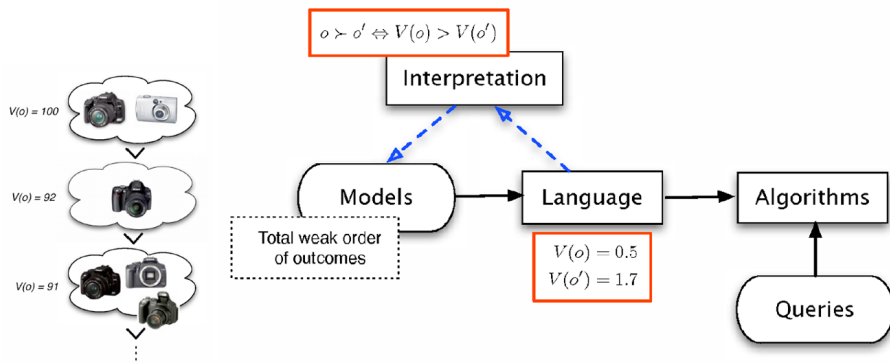 V(o) = 100
V(o) = 92
V(o) = 91
o ≻ o′ ⇔ V(o) > V(o′)
Interpretation
Models
Total weak order
of outcomes
Language
V(o) = 0.5
V(o′) = 1.7
Algorithms
Queries